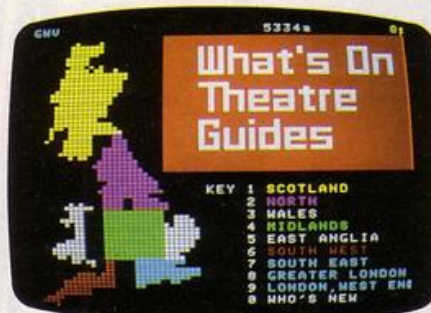 GWV 5334a
What's On
Theatre
Guides
KEY 1 SCOTLAND
2 NORTH
3 WALES
4 MIDLANDS
5 EAST ANGLIA
6 SOUTH WEST
7 SOUTH EAST
8 GREATER LONDON
9 LONDON, WEST END
0 WHO'S NEW